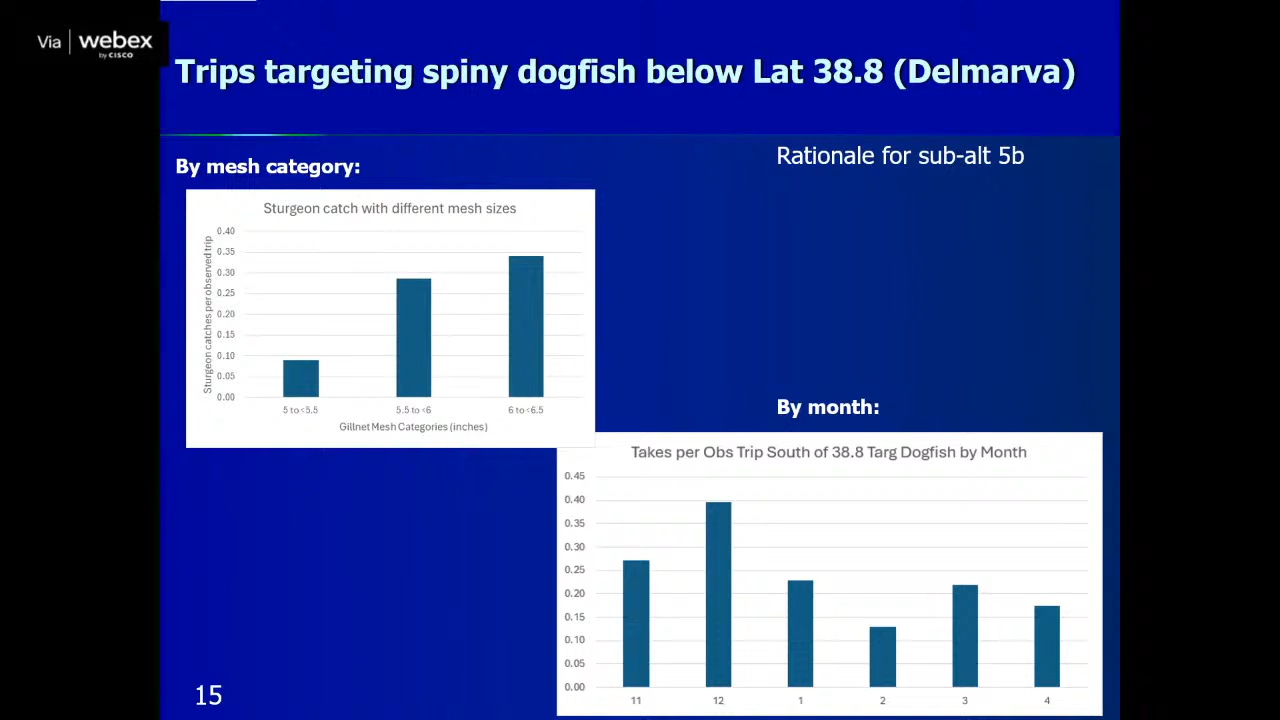 Via webex
by CISCO
Trips targeting spiny dogfish below Lat 38.8 (Delmarva)
Rationale for sub-alt 5b
By mesh category:
Sturgeon catch with different mesh sizes
Sturgeon catches per observed trip
0.40
0.35
0.30
0.25
0.20
0.15
0.10
0.05
0.00
5 to <5.5 5.5 to <6 6 to <6.5
Gillnet Mesh Categories (inches)
By month:
Takes per Obs Trip South of 38.8 Targ Dogfish by Month
0.45
0.40
0.35
0.30
0.25
0.20
0.15
0.10
0.05
0.00
11 12 1 2 3 4
15